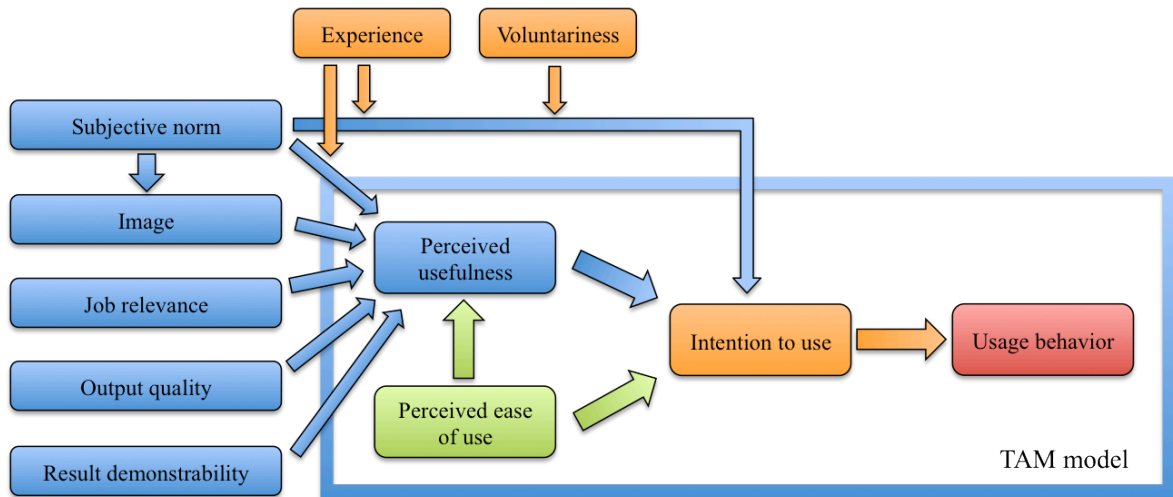 Experience
Voluntariness
Subjective norm
Image
Perceived
usefulness
Job relevance
Intention to use
Usage behavior
Output quality
Perceived ease
of use
Result demonstrability
TAM model